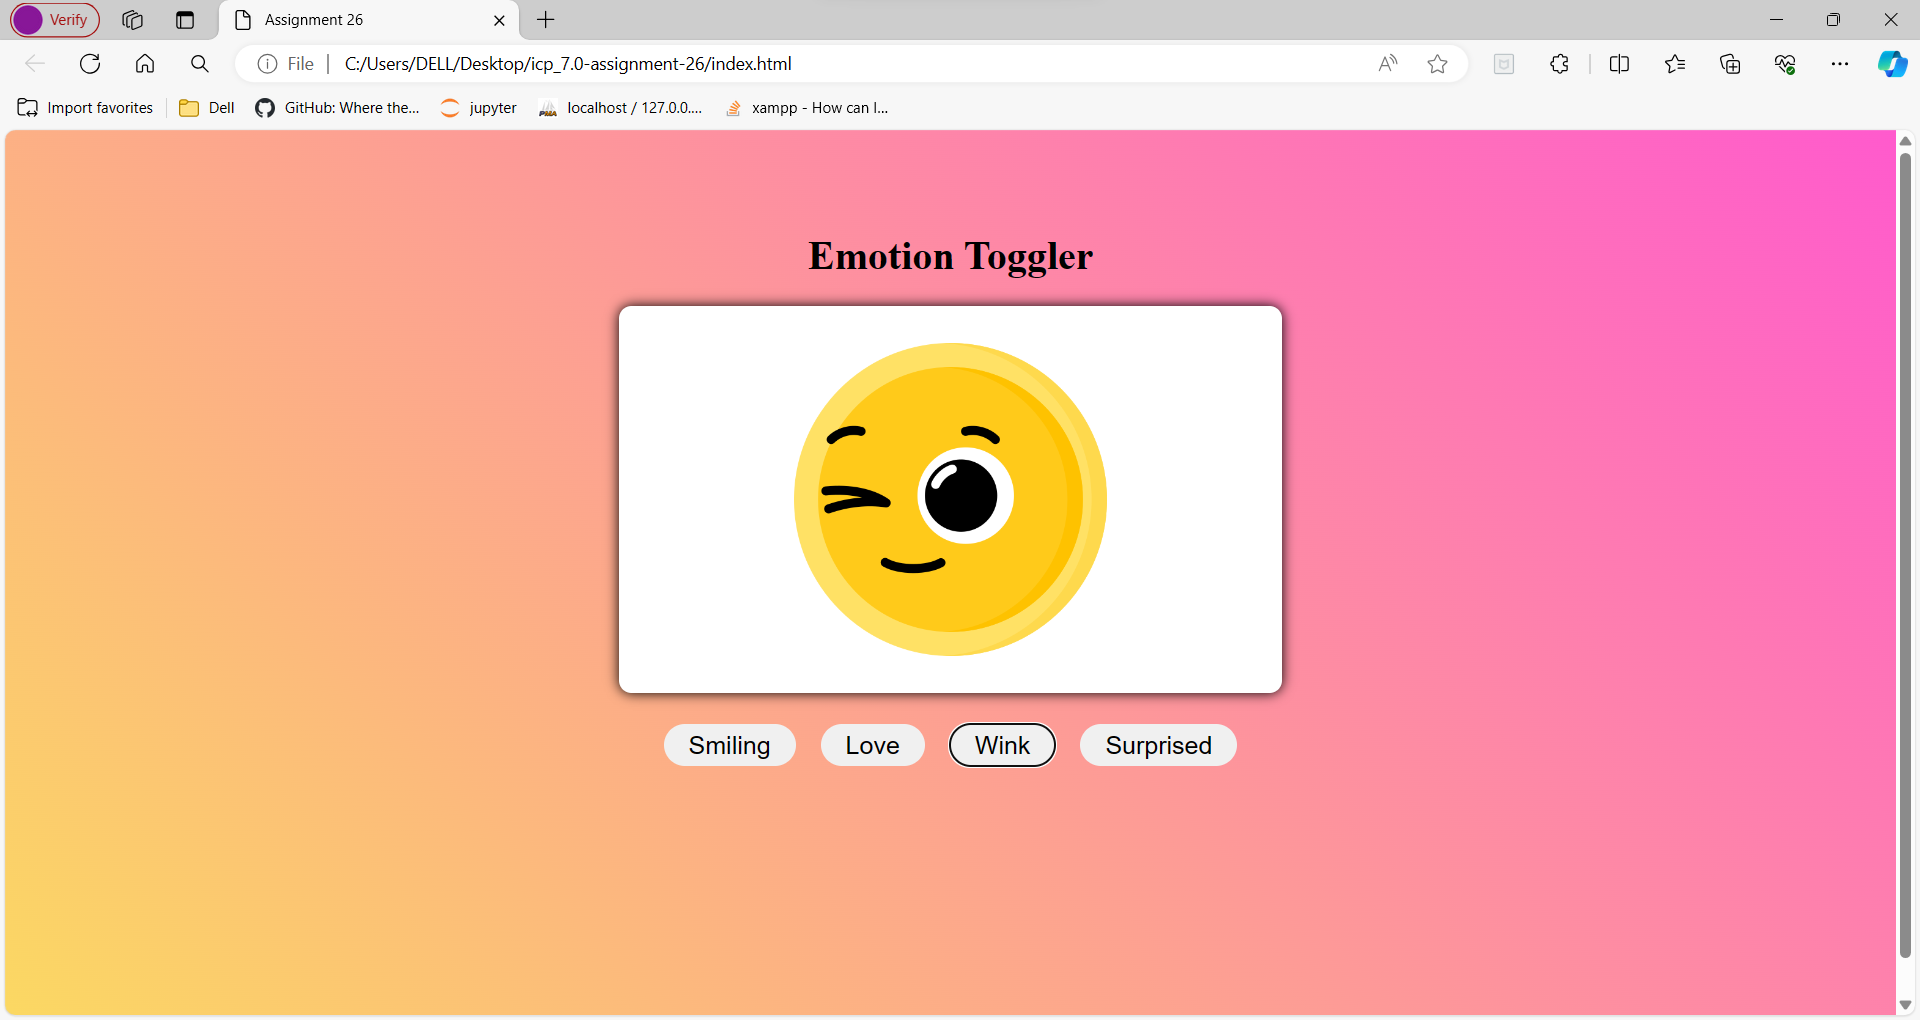 Verify
Assignment 26
File
C:/Users/DELL/Desktop/icp_7.0-assignment-26/index.html
Import favorites
Dell
GitHub: Where the...
jupyter
PMA
localhost / 127.0.0....
xampp - How can I...
Emotion Toggler
Smiling
Love
Wink
Surprised